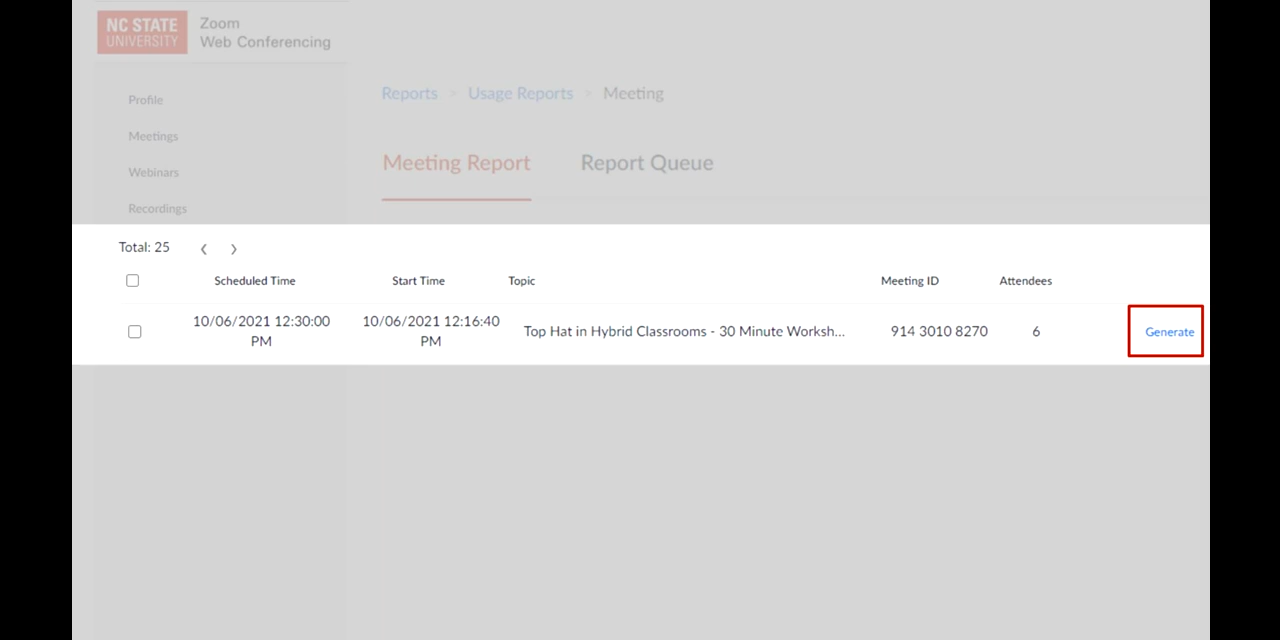 NC STATE
UNIVERSITY
Zoom
Web Conferencing
Profile
Meetings
Webinars
Recordings
Reports > Usage Reports > Meeting
Meeting Report Report Queue
Total: 25 ‹ ›
Scheduled Time Start Time Topic Meeting ID Attendees
10/06/2021 12:30:00 PM
10/06/2021 12:16:40 PM
Top Hat in Hybrid Classrooms - 30 Minute Worksh...
914 3010 8270
6
Generate